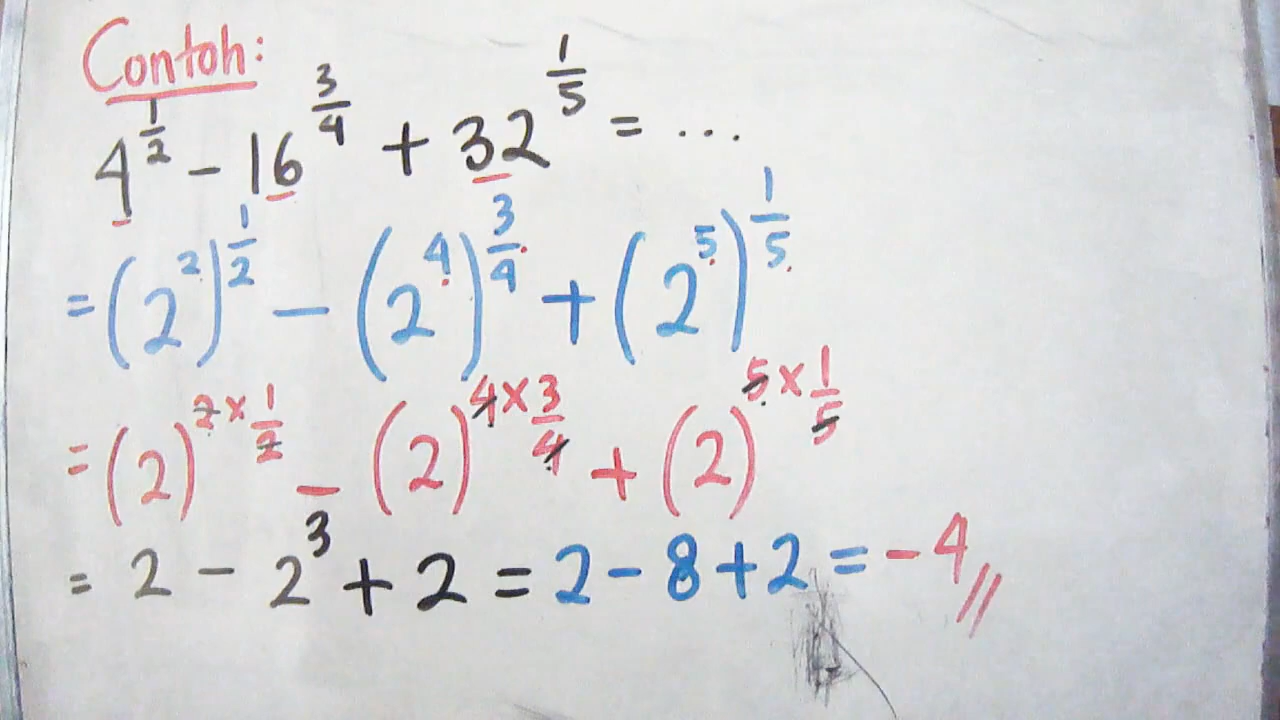 Contoh:
4^{1/2} - 16^{3/4} + 32^{1/5} = ...
= (2^2)^{1/2} - (2^4)^{3/4} + (2^5)^{1/5}
= (2)^{2×1/2} - (2)^{4×3/4} + (2)^{5×1/5}
= 2 - 2^3 + 2 = 2 - 8 + 2 = -4 //